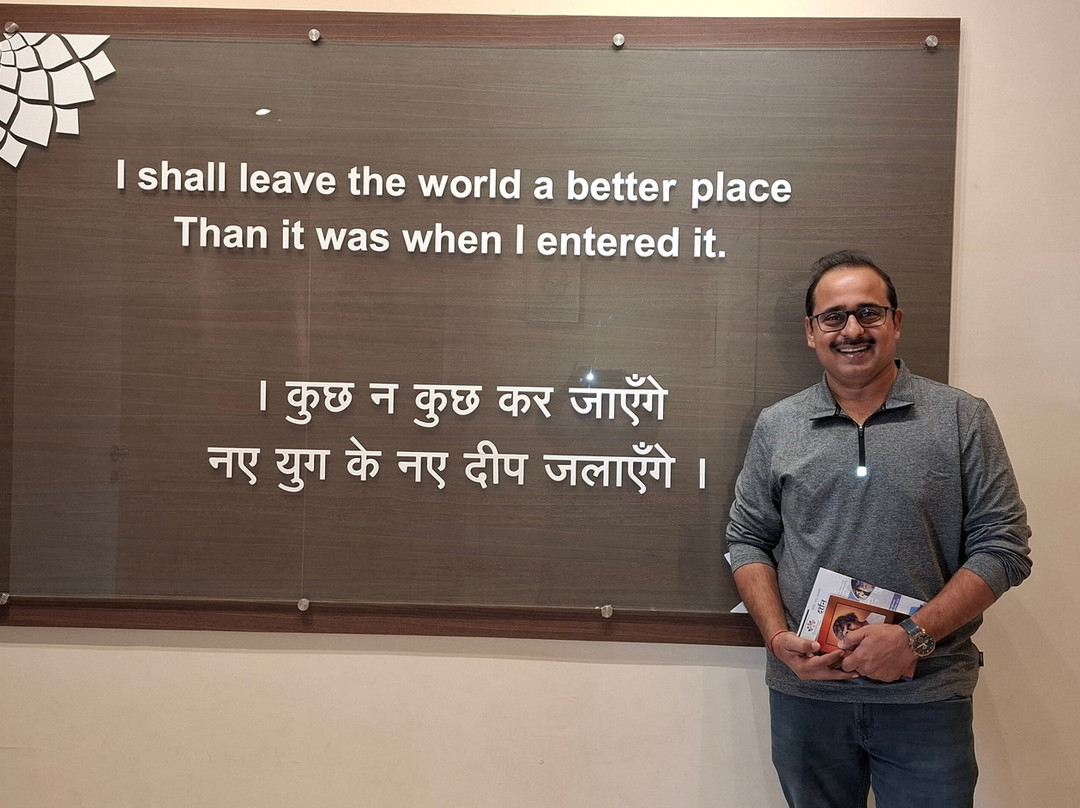 I shall leave the world a better place
Than it was when I entered it.
। कुछ न कुछ कर जाएँगे
नए युग के नए दीप जलाएँगे ।